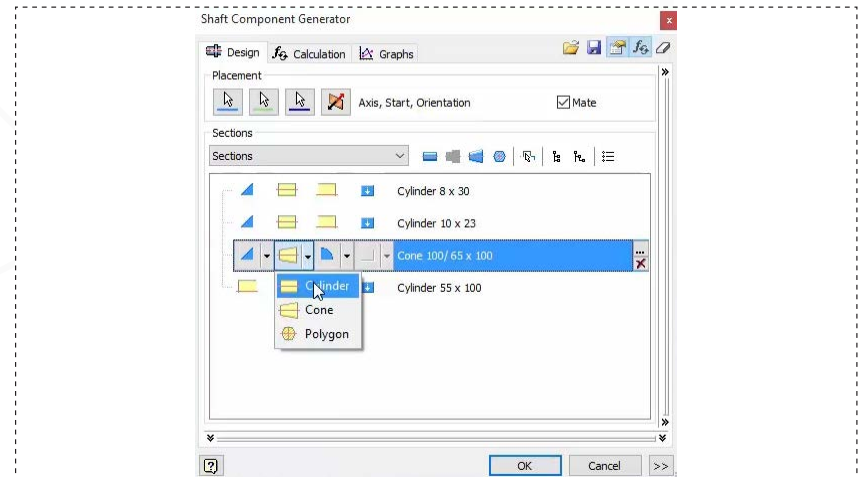 Shaft Component Generator
x
Design Calculation Graphs
Placement
Axis, Start, Orientation Mate
Sections
Sections
Cylinder 8 x 30
Cylinder 10 x 23
Cone 100/ 65 x 100
Cylinder
Cylinder 55 x 100
Cone
Polygon
OK Cancel >>